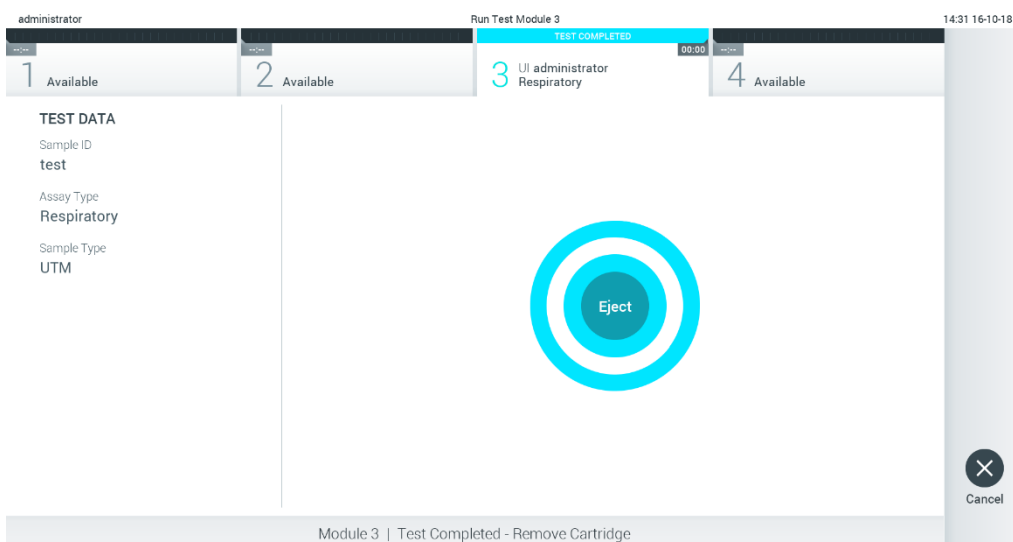 administrator
Run Test Module 3
14:31 16-10-18
TEST COMPLETED
--:--
--:--
00:00
--:--
1 Available
2 Available
3 UI administrator
Respiratory
4 Available
TEST DATA
Sample ID
test
Assay Type
Respiratory
Sample Type
UTM
Eject
Cancel
Module 3 | Test Completed - Remove Cartridge